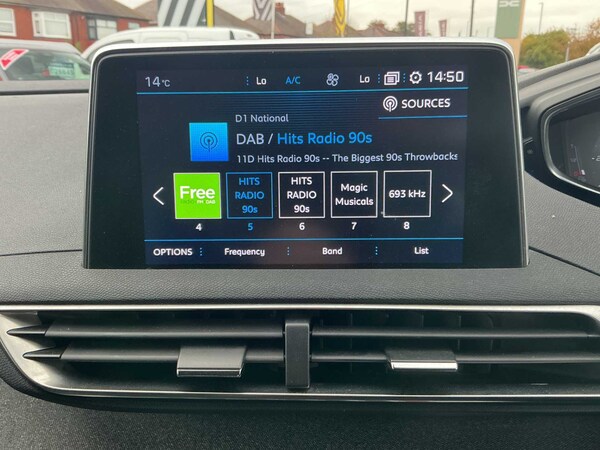 14°C
Lo
A/C
Lo
14:50
SOURCES
D1 National
DAB / Hits Radio 90s
11D Hits Radio 90s -- The Biggest 90s Throwbacks
Free
FM DAB
HITS
RADIO
90s
HITS
RADIO
90s
Magic
Musicals
693 kHz
4
5
6
7
8
OPTIONS
Frequency
Band
List